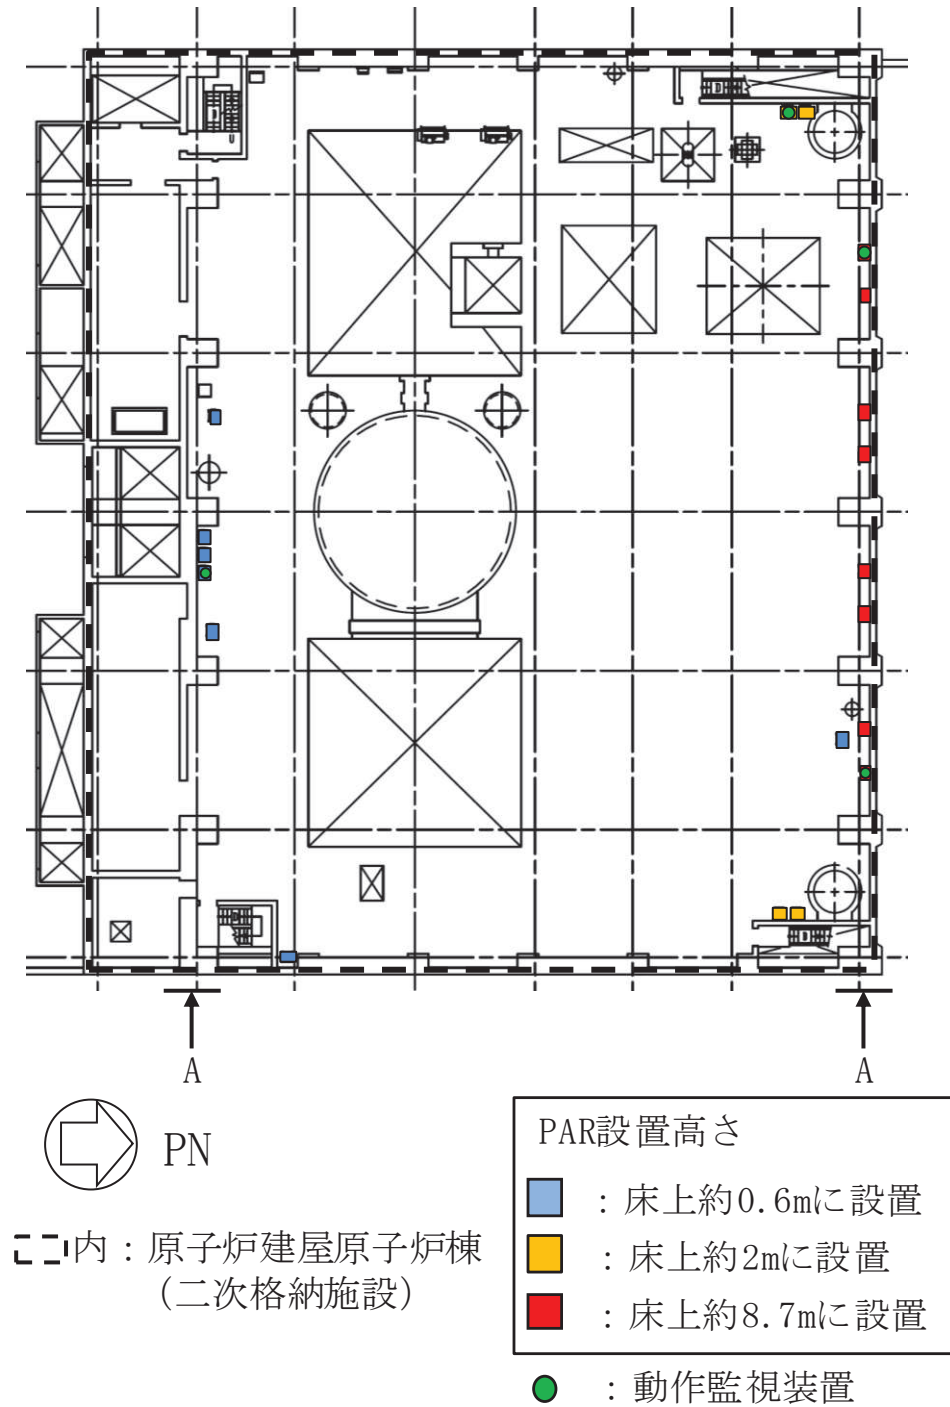 A
A
PN
内：原子炉建屋原子炉棟
（二次格納施設）
PAR設置高さ
：床上約0.6mに設置
：床上約2mに設置
：床上約8.7mに設置
：動作監視装置